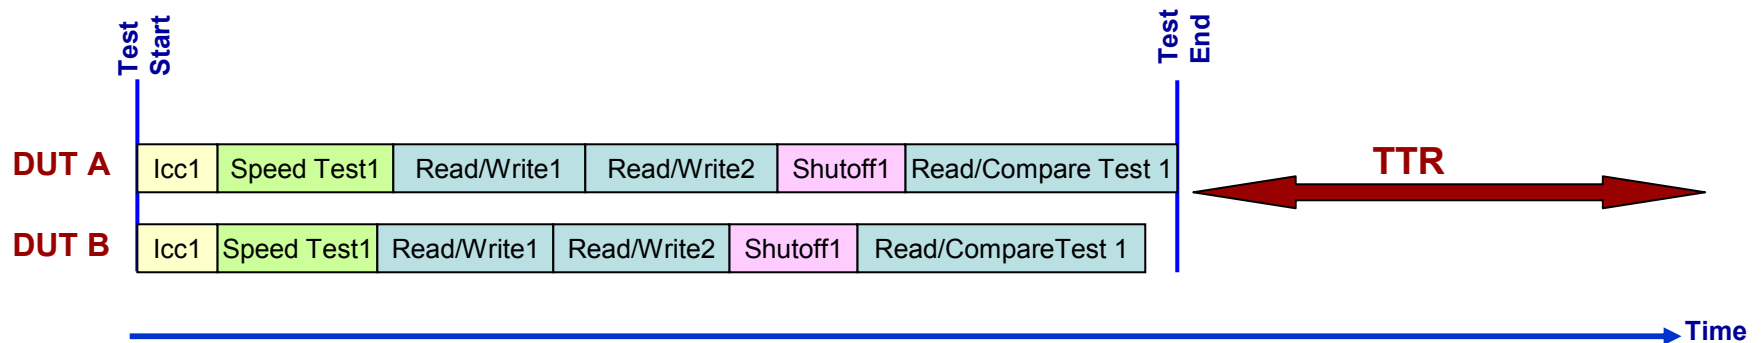 Test
Start
Test
End
DUT A
Icc1
Speed Test1
Read/Write1
Read/Write2
Shutoff1
Read/Compare Test 1
TTR
DUT B
Icc1
Speed Test1
Read/Write1
Read/Write2
Shutoff1
Read/CompareTest 1
Time